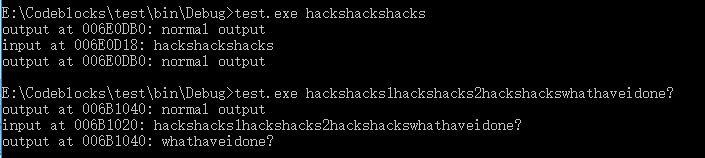 E:\Codeblocks\test\bin\Debug>test.exe hackshackshacks
output at 006E0DB0: normal output
input at 006E0D18: hackshackshacks
output at 006E0DB0: normal output
E:\Codeblocks\test\bin\Debug>test.exe hackshacks1hackshacks2hackshackswhathaveidone?
output at 006B1040: normal output
input at 006B1020: hackshacks1hackshacks2hackshackswhathaveidone?
output at 006B1040: whathaveidone?